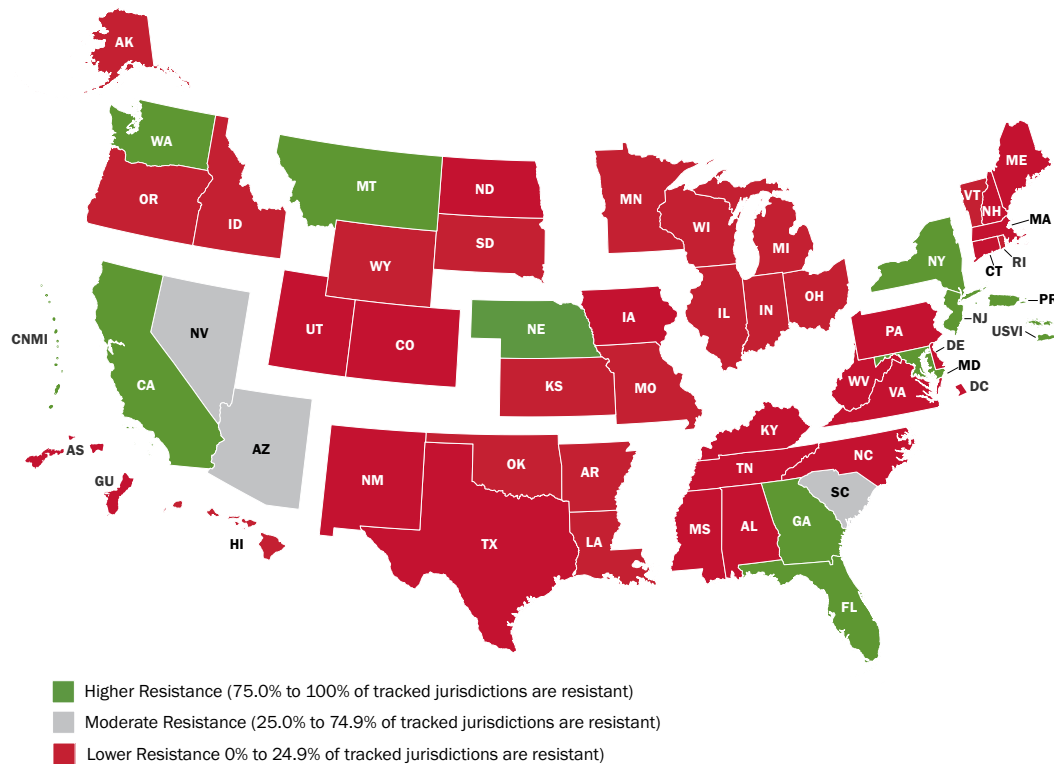 AK
WA
MT
ND
ME
OR
ID
MN
VT
NH
MA
WI
SD
MI
NY
RI
CT
WY
OH
PR
IL
IN
NJ
CNMI
NV
UT
CO
NE
IA
PA
USVI
DE
MD
DC
CA
KS
MO
WV
VA
AS
AZ
KY
NC
GU
NM
OK
AR
TN
SC
HI
TX
LA
MS
AL
GA
FL
Higher Resistance (75.0% to 100% of tracked jurisdictions are resistant)
Moderate Resistance (25.0% to 74.9% of tracked jurisdictions are resistant)
Lower Resistance 0% to 24.9% of tracked jurisdictions are resistant)